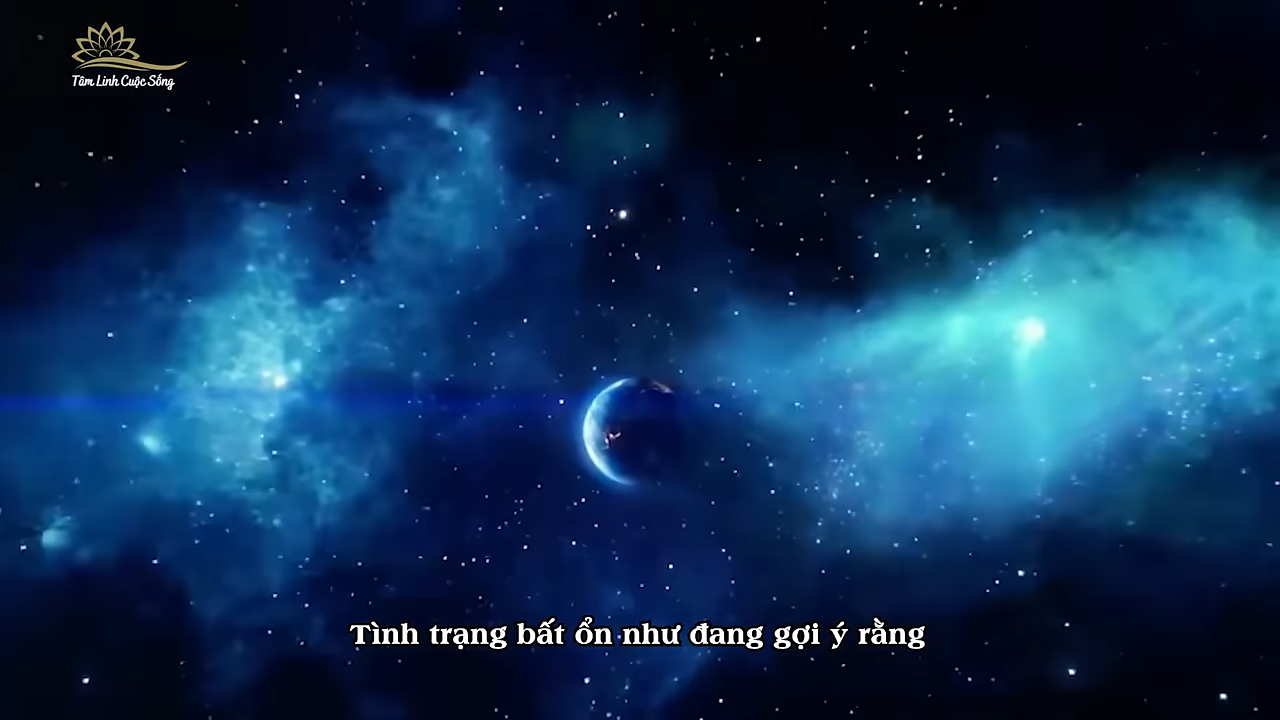 Tâm Linh Cuộc Sống
Tình trạng bất ổn như đang gợi ý rằng